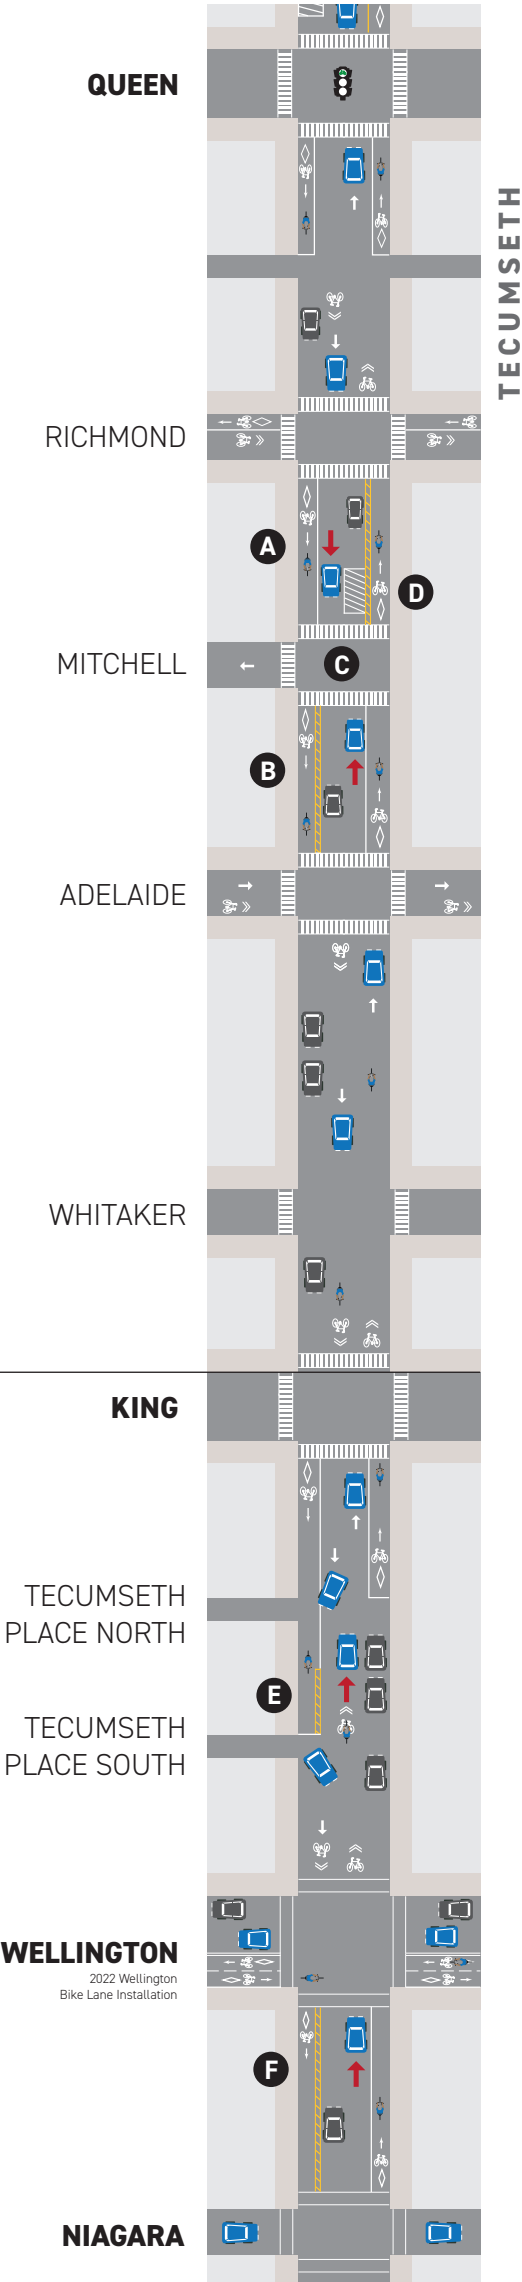 QUEEN
TECUMSETH
RICHMOND
A
D
MITCHELL
C
B
ADELAIDE
WHITAKER
KING
TECUMSETH
PLACE NORTH
E
TECUMSETH
PLACE SOUTH
WELLINGTON
2022 Wellington
Bike Lane Installation
F
NIAGARA